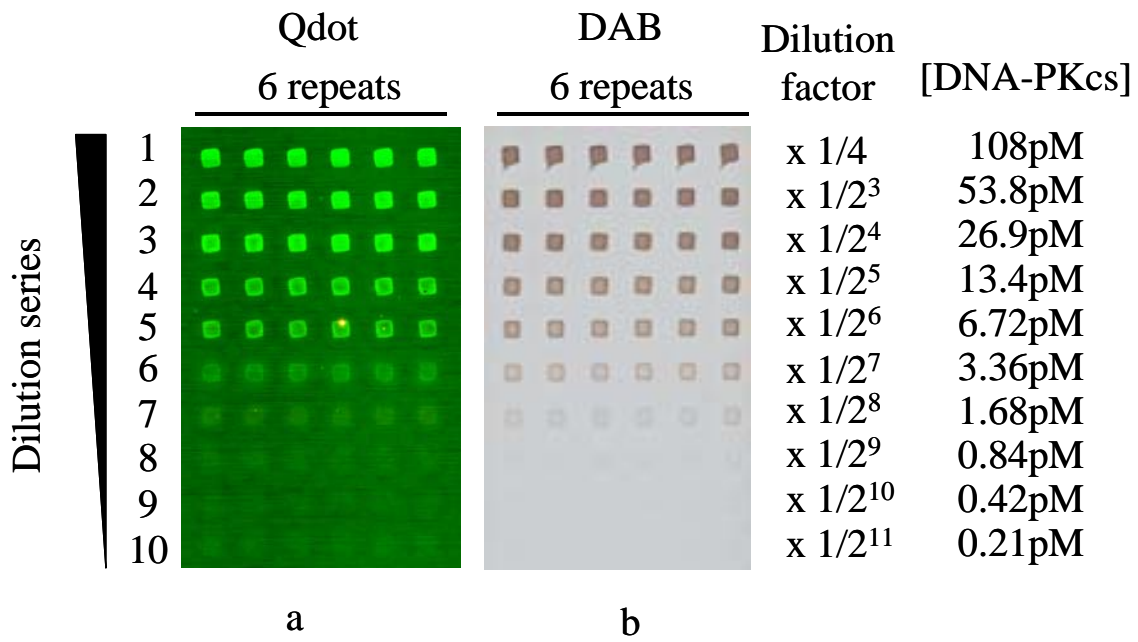 Qdot
DAB
Dilution factor
[DNA-PKcs]
6 repeats
6 repeats
Dilution series
1 x 1/4 108pM
2 x 1/2³ 53.8pM
3 x 1/2⁴ 26.9pM
4 x 1/2⁵ 13.4pM
5 x 1/2⁶ 6.72pM
6 x 1/2⁷ 3.36pM
7 x 1/2⁸ 1.68pM
8 x 1/2⁹ 0.84pM
9 x 1/2¹⁰ 0.42pM
10 x 1/2¹¹ 0.21pM
a
b